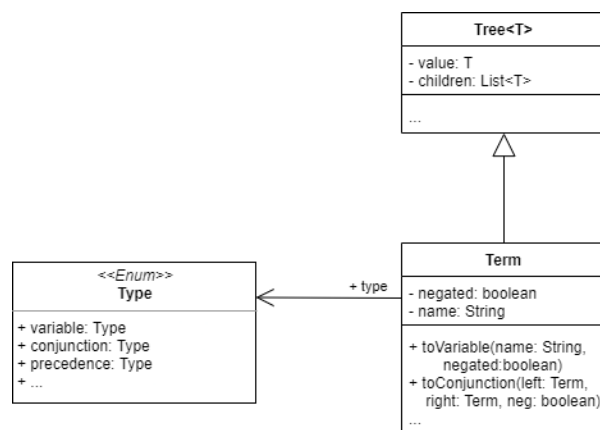 Tree<T>
- value: T
- children: List<T>
...
<<Enum>>
Type
+ variable: Type
+ conjunction: Type
+ precedence: Type
+ ...
+ type
Term
- negated: boolean
- name: String
+ toVariable(name: String,
negated:boolean)
+ toConjunction(left: Term,
right: Term, neg: boolean)
...